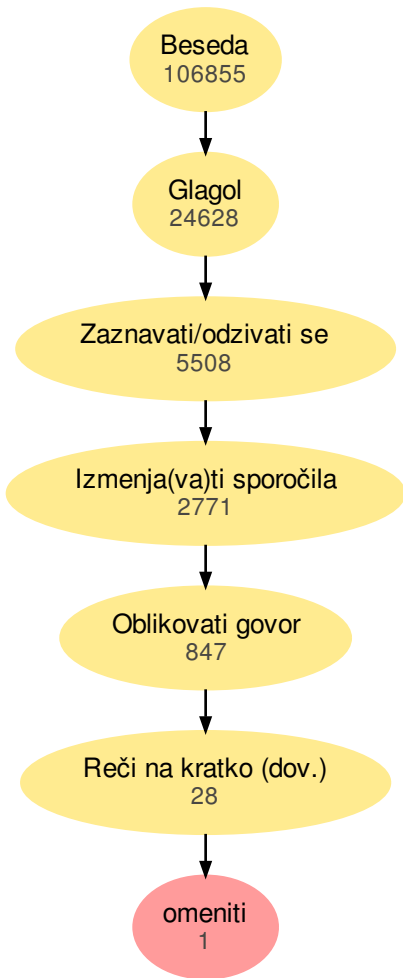 Beseda
106855
Glagol
24628
Zaznavati/odzivati se
5508
Izmenja(va)ti sporočila
2771
Oblikovati govor
847
Reči na kratko (dov.)
28
omeniti
1